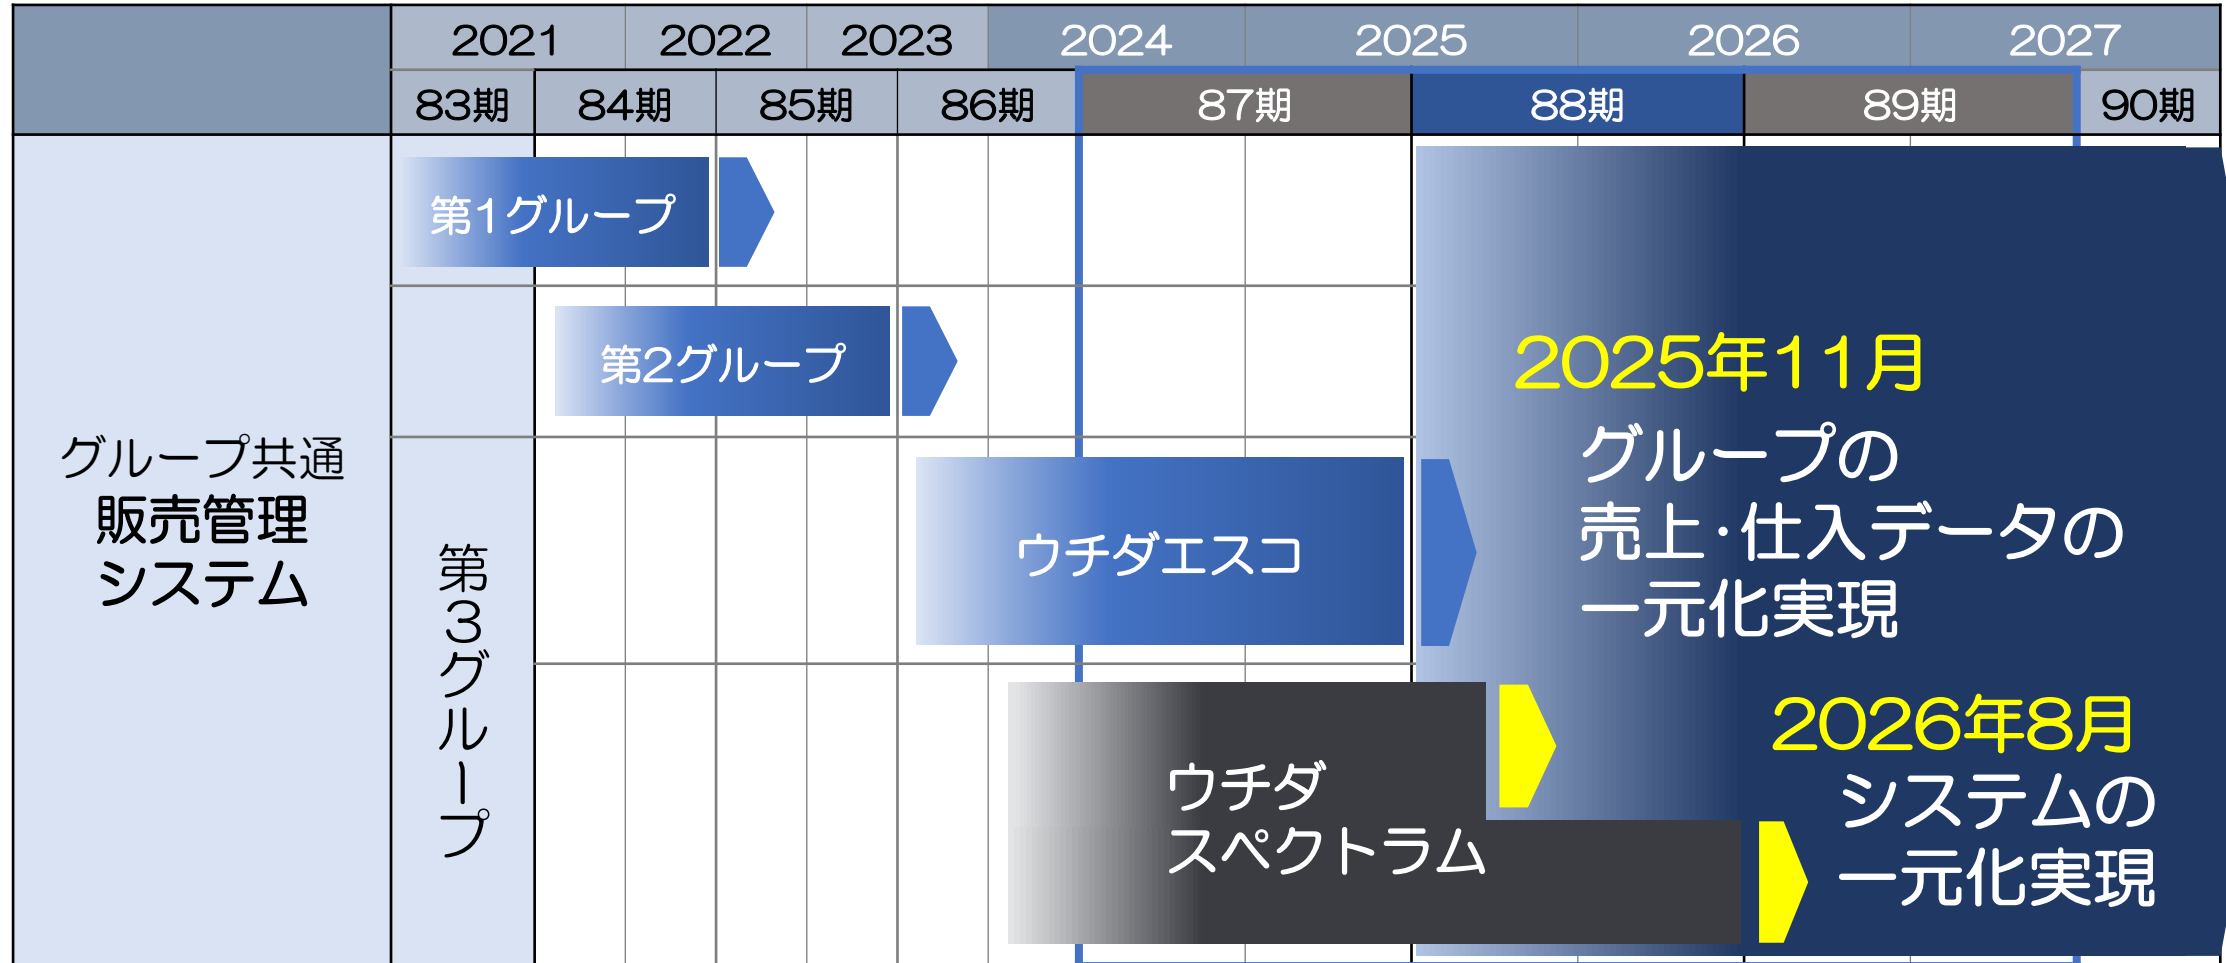 2021 2022 2023 2024 2025 2026 2027
83期 84期 85期 86期 87期 88期 89期 90期
グループ共通
販売管理
システム
第1グループ
第2グループ
第3グループ
ウチダエスコ
ウチダ
スペクトラム
2025年11月
グループの
売上・仕入データの
一元化実現
2026年8月
システムの
一元化実現